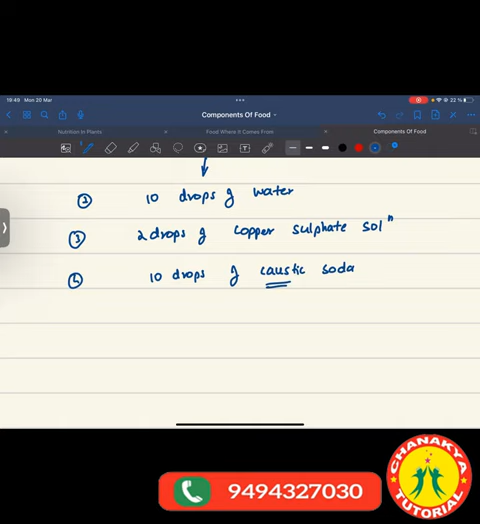 19:49 Mon 20 Mar
22 %
Components Of Food
Nutrition In Plants
Food Where It Comes From
Components Of Food
② 10 drops of water
③ 2 drops of copper sulphate solⁿ
④ 10 drops of caustic soda
9494327030
CHANAKYA
TUTORIAL